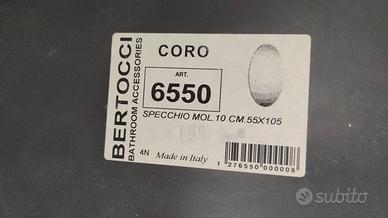 BERTOCCI
BATHROOM ACCESSORIES
CORO
ART.
6550
SPECCHIO MOL.10 CM.55X105
4N
Made in Italy
1 276550 000008
subito